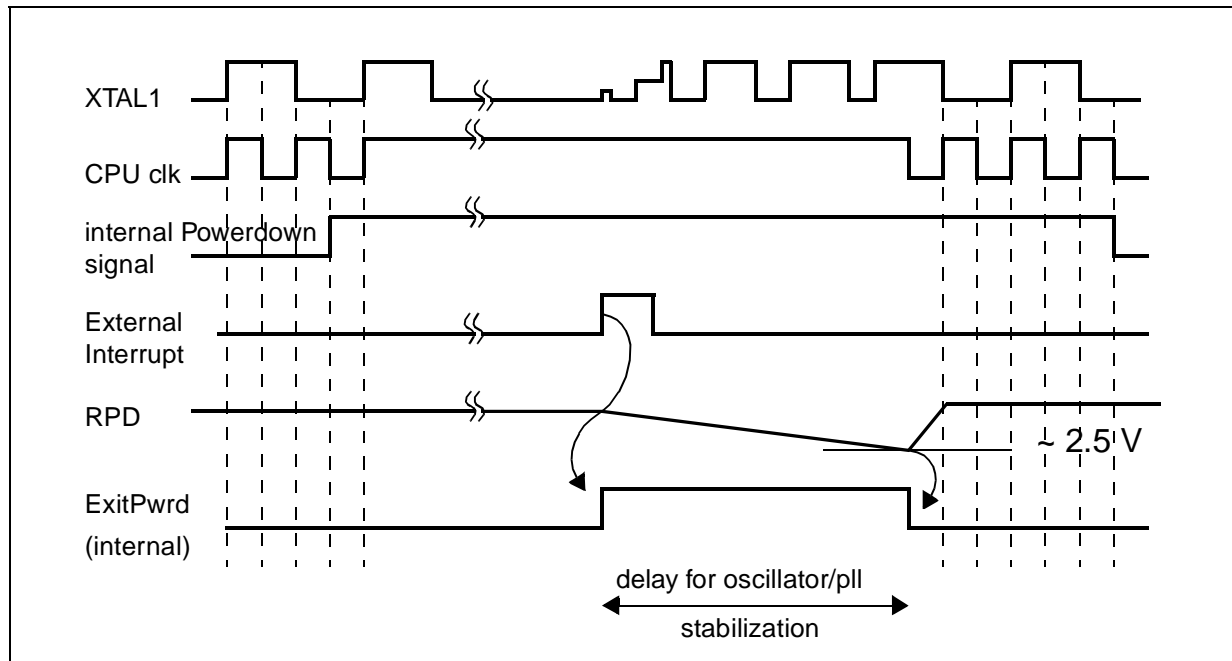 XTAL1
CPU clk
internal Powerdown
signal
External
Interrupt
RPD
~ 2.5 V
ExitPwrd
(internal)
delay for oscillator/pll
stabilization